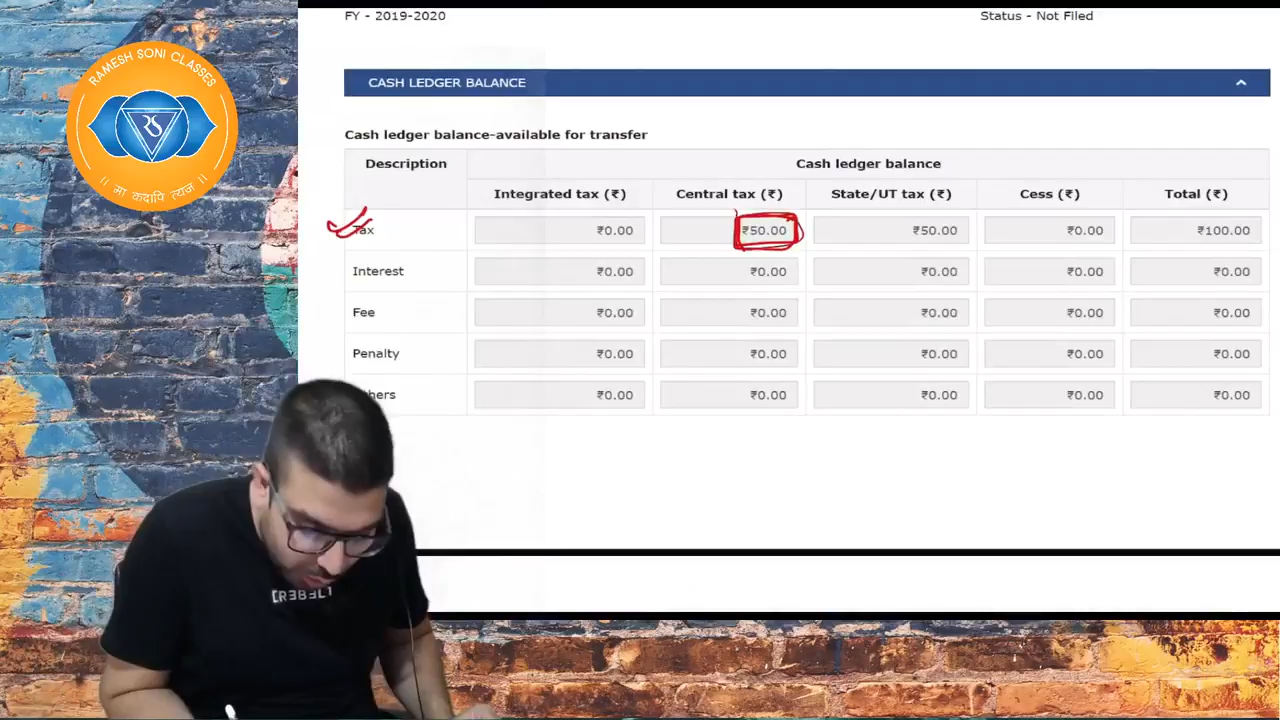 FY - 2019-2020 Status - Not Filed
RAMESH SONI CLASSES
RS
॥ मा कदापि त्यज ॥
CASH LEDGER BALANCE
Cash ledger balance-available for transfer
Description Cash ledger balance
Integrated tax (₹) Central tax (₹) State/UT tax (₹) Cess (₹) Total (₹)
Tax ₹0.00 ₹50.00 ₹50.00 ₹0.00 ₹100.00
Interest ₹0.00 ₹0.00 ₹0.00 ₹0.00 ₹0.00
Fee ₹0.00 ₹0.00 ₹0.00 ₹0.00 ₹0.00
Penalty ₹0.00 ₹0.00 ₹0.00 ₹0.00 ₹0.00
hers ₹0.00 ₹0.00 ₹0.00 ₹0.00 ₹0.00